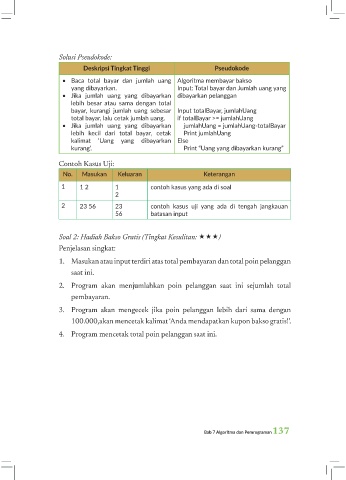 Solusi Pseudokode:
Deskripsi Tingkat Tinggi Pseudokode
• Baca total bayar dan jumlah uang
yang dibayarkan.
• Jika jumlah uang yang dibayarkan
lebih besar atau sama dengan total
bayar, kurangi jumlah uang sebesar
total bayar, lalu cetak jumlah uang.
• Jika jumlah uang yang dibayarkan
lebih kecil dari total bayar, cetak
kalimat 'Uang yang dibayarkan
kurang'.
Algoritma membayar bakso
Input: Total bayar dan Jumlah uang yang
dibayarkan pelanggan
Input totalBayar, jumlahUang
if totalBayar >= jumlahUang
jumlahUang = jumlahUang-totalBayar
Print jumlahUang
Else
Print "Uang yang dibayarkan kurang"
Contoh Kasus Uji:
No. Masukan Keluaran Keterangan
1 1 2 1 contoh kasus yang ada di soal
2
2 23 56 23 contoh kasus uji yang ada di tengah jangkauan
56 batasan input
Soal 2: Hadiah Bakso Gratis (Tingkat Kesulitan: ★★★)
Penjelasan singkat:
1. Masukan atau input terdiri atas total pembayaran dan total poin pelanggan
saat ini.
2. Program akan menjumlahkan poin pelanggan saat ini sejumlah total
pembayaran.
3. Program akan mengecek jika poin pelanggan lebih dari sama dengan
100.000,akan mencetak kalimat 'Anda mendapatkan kupon bakso gratis!'.
4. Program mencetak total poin pelanggan saat ini.
Bab 7 Algoritma dan Pemrograman 137